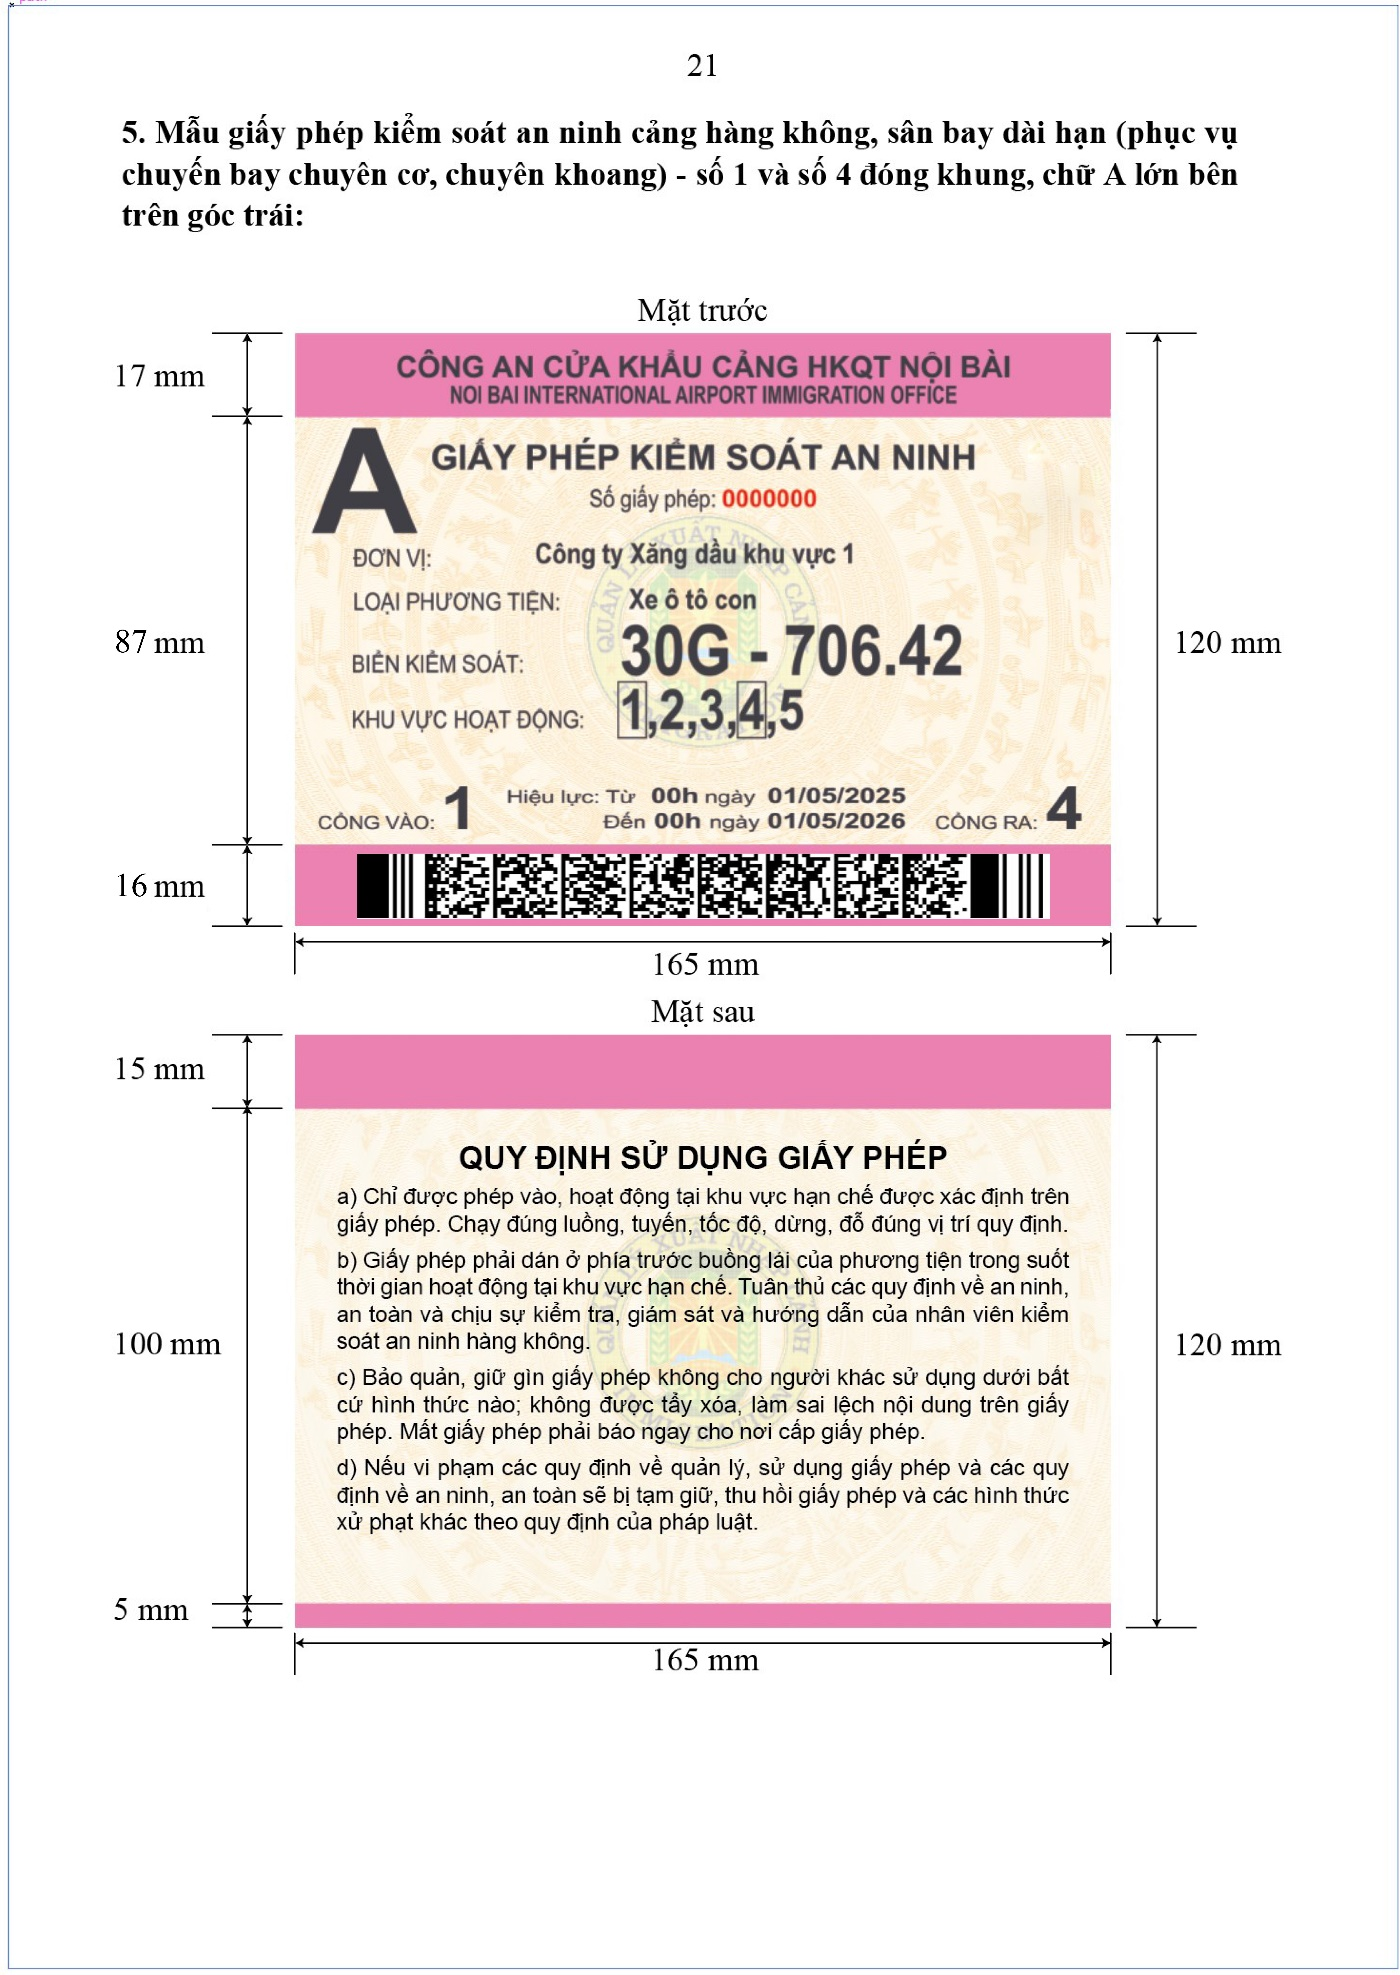 21
5. Mẫu giấy phép kiểm soát an ninh cảng hàng không, sân bay dài hạn (phục vụ
chuyến bay chuyên cơ, chuyên khoang) - số 1 và số 4 đóng khung, chữ A lớn bên
trên góc trái:
Mặt trước
17 mm
CÔNG AN CỬA KHẨU CẢNG HKQT NỘI BÀI
NOI BAI INTERNATIONAL AIRPORT IMMIGRATION OFFICE
A
GIẤY PHÉP KIỂM SOÁT AN NINH
Số giấy phép: 0000000
ĐƠN VỊ: Công ty Xăng dầu khu vực 1
LOẠI PHƯƠNG TIỆN: Xe ô tô con
87 mm
BIỂN KIỂM SOÁT: 30G - 706.42
120 mm
KHU VỰC HOẠT ĐỘNG: 1,2,3,4,5
QUẢN LÝ XUẤT NHẬP CẢNH
IMMIGRATION
Hiệu lực: Từ 00h ngày 01/05/2025
Đến 00h ngày 01/05/2026
CỔNG VÀO: 1
CỔNG RA: 4
16 mm
165 mm
Mặt sau
15 mm
QUY ĐỊNH SỬ DỤNG GIẤY PHÉP
a) Chỉ được phép vào, hoạt động tại khu vực hạn chế được xác định trên
giấy phép. Chạy đúng luồng, tuyến, tốc độ, dừng, đỗ đúng vị trí quy định.
b) Giấy phép phải dán ở phía trước buồng lái của phương tiện trong suốt
thời gian hoạt động tại khu vực hạn chế. Tuân thủ các quy định về an ninh,
an toàn và chịu sự kiểm tra, giám sát và hướng dẫn của nhân viên kiểm
soát an ninh hàng không.
c) Bảo quản, giữ gìn giấy phép không cho người khác sử dụng dưới bất
cứ hình thức nào; không được tẩy xóa, làm sai lệch nội dung trên giấy
phép. Mất giấy phép phải báo ngay cho nơi cấp giấy phép.
d) Nếu vi phạm các quy định về quản lý, sử dụng giấy phép và các quy
định về an ninh, an toàn sẽ bị tạm giữ, thu hồi giấy phép và các hình thức
xử phạt khác theo quy định của pháp luật.
QUẢN LÝ XUẤT NHẬP CẢNH
IMMIGRATION
100 mm
120 mm
5 mm
165 mm